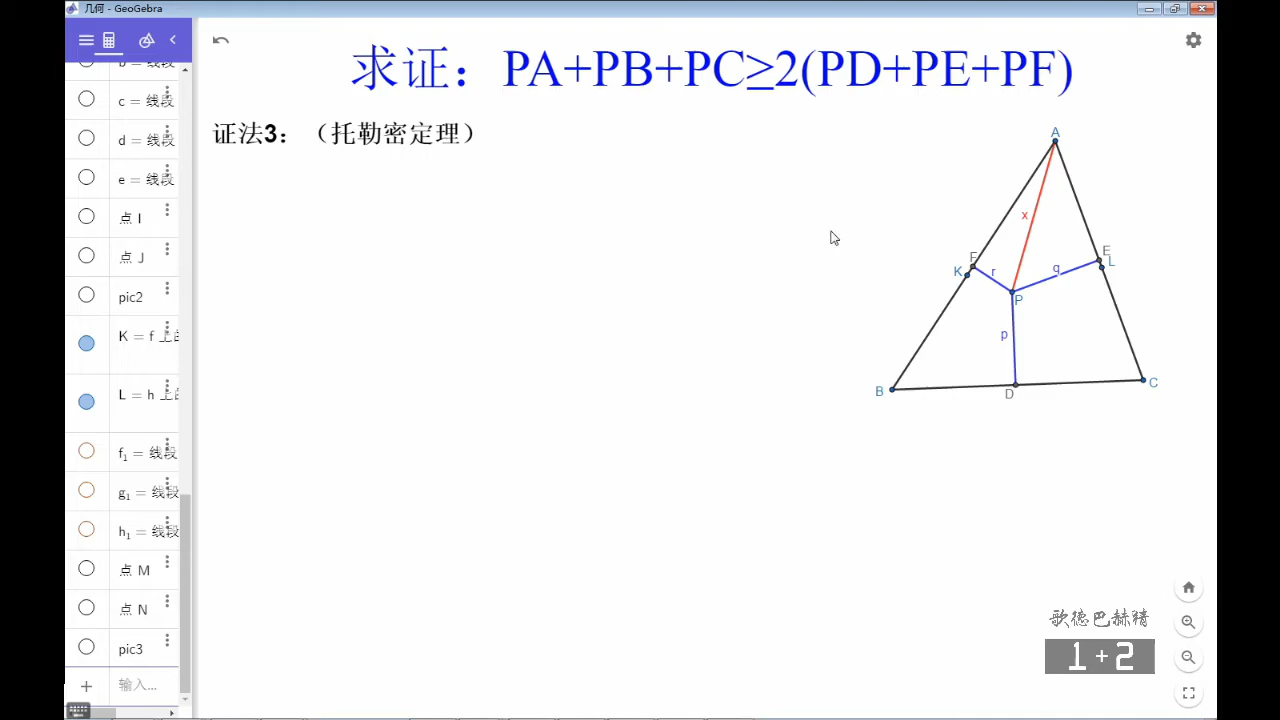 几何 - GeoGebra
求证：PA+PB+PC≥2(PD+PE+PF)
证法3：（托勒密定理）
c = 线段
d = 线段
e = 线段
点 I
点 J
pic2
K = f 上
L = h 上
f₁ = 线段
g₁ = 线段
h₁ = 线段
点 M
点 N
pic3
输入...
A
x
F
E
K
r
q
L
P
p
B
D
C
歌德巴赫猜
1+2